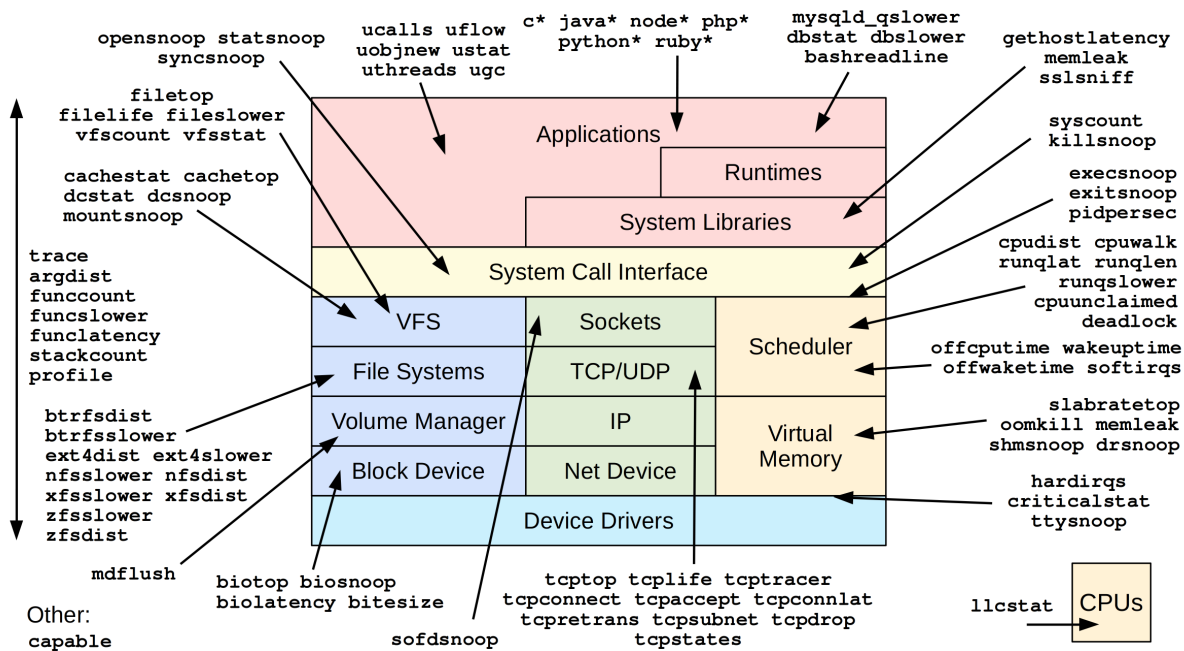 opensnoop statsnoop
syncsnoop
ucalls uflow
uobjnew ustat
uthreads ugc
c* java* node* php*
python* ruby*
mysqld_qslower
dbstat dbslower
bashreadline
gethostlatency
memleak
sslsniff
filetop
filelife fileslower
vfscount vfsstat
syscount
killsnoop
cachestat cachetop
dcstat dcsnoop
mountsnoop
execsnoop
exitsnoop
pidpersec
trace
argdist
funccount
funcslower
funclatency
stackcount
profile
cpudist cpuwalk
runqlat runqlen
runqslower
cpuunclaimed
deadlock
offcputime wakeuptime
offwaketime softirqs
btrfsdist
btrfsslower
ext4dist ext4slower
nfsslower nfsdist
xfsslower xfsdist
zfsslower
zfsdist
slabratetop
oomkill memleak
shmsnoop drsnoop
hardirqs
criticalstat
ttysnoop
Applications
Runtimes
System Libraries
System Call Interface
VFS
Sockets
Scheduler
File Systems
TCP/UDP
Volume Manager
IP
Virtual
Memory
Block Device
Net Device
Device Drivers
mdflush
biotop biosnoop
biolatency bitesize
sofdsnoop
tcptop tcplife tcptracer
tcpconnect tcpaccept tcpconnlat
tcpretrans tcpsubnet tcpdrop
tcpstates
llcstat
CPUs
Other:
capable